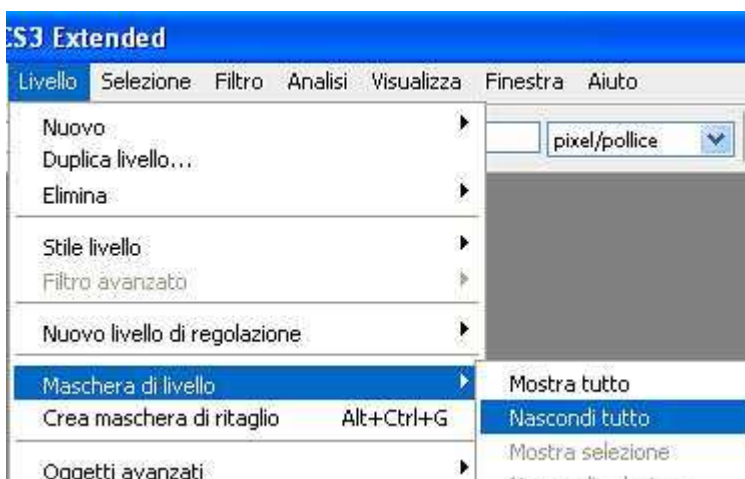 CS3 Extended
Livello Selezione Filtro Analisi Visualizza Finestra Aiuto
pixel/pollice
Nuovo
Duplica livello...
Elimina
Stile livello
Filtro avanzato
Nuovo livello di regolazione
Maschera di livello
Crea maschera di ritaglio Alt+Ctrl+G
Oggetti avanzati
Mostra tutto
Nascondi tutto
Mostra selezione